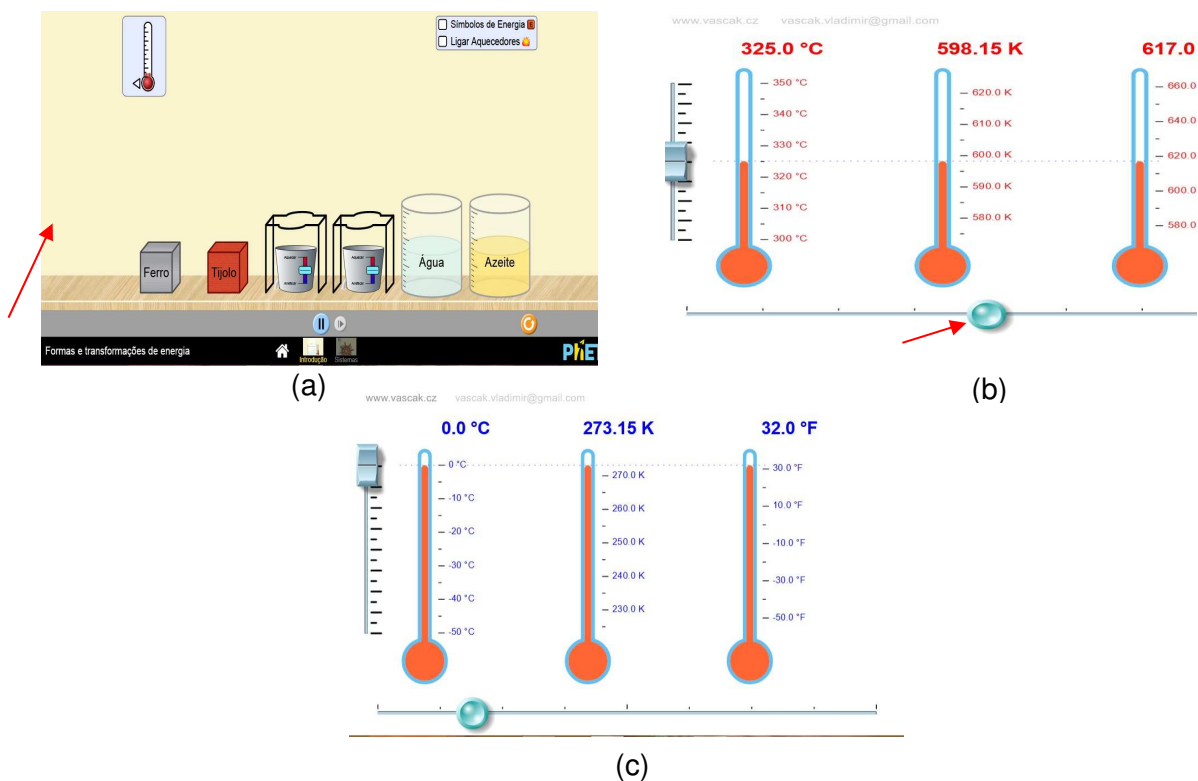 Símbolos de Energia E
Ligar Aquecedores
Ferro
Tijolo
Aquecer
Aquecer
Água
Azeite
Formas e transformações de energia
Introdução
Sistemas
PhET
(a)
www.vascak.cz vascak.vladimir@gmail.com
325.0 °C 598.15 K 617.0
350 °C
340 °C
330 °C
320 °C
310 °C
300 °C
620.0 K
610.0 K
600.0 K
590.0 K
580.0 K
660.0
640.0
620.0
600.0
580.0
(b)
www.vascak.cz vascak.vladimir@gmail.com
0.0 °C 273.15 K 32.0 °F
0 °C
-10 °C
-20 °C
-30 °C
-40 °C
-50 °C
270.0 K
260.0 K
250.0 K
240.0 K
230.0 K
30.0 °F
10.0 °F
-10.0 °F
-30.0 °F
-50.0 °F
(c)